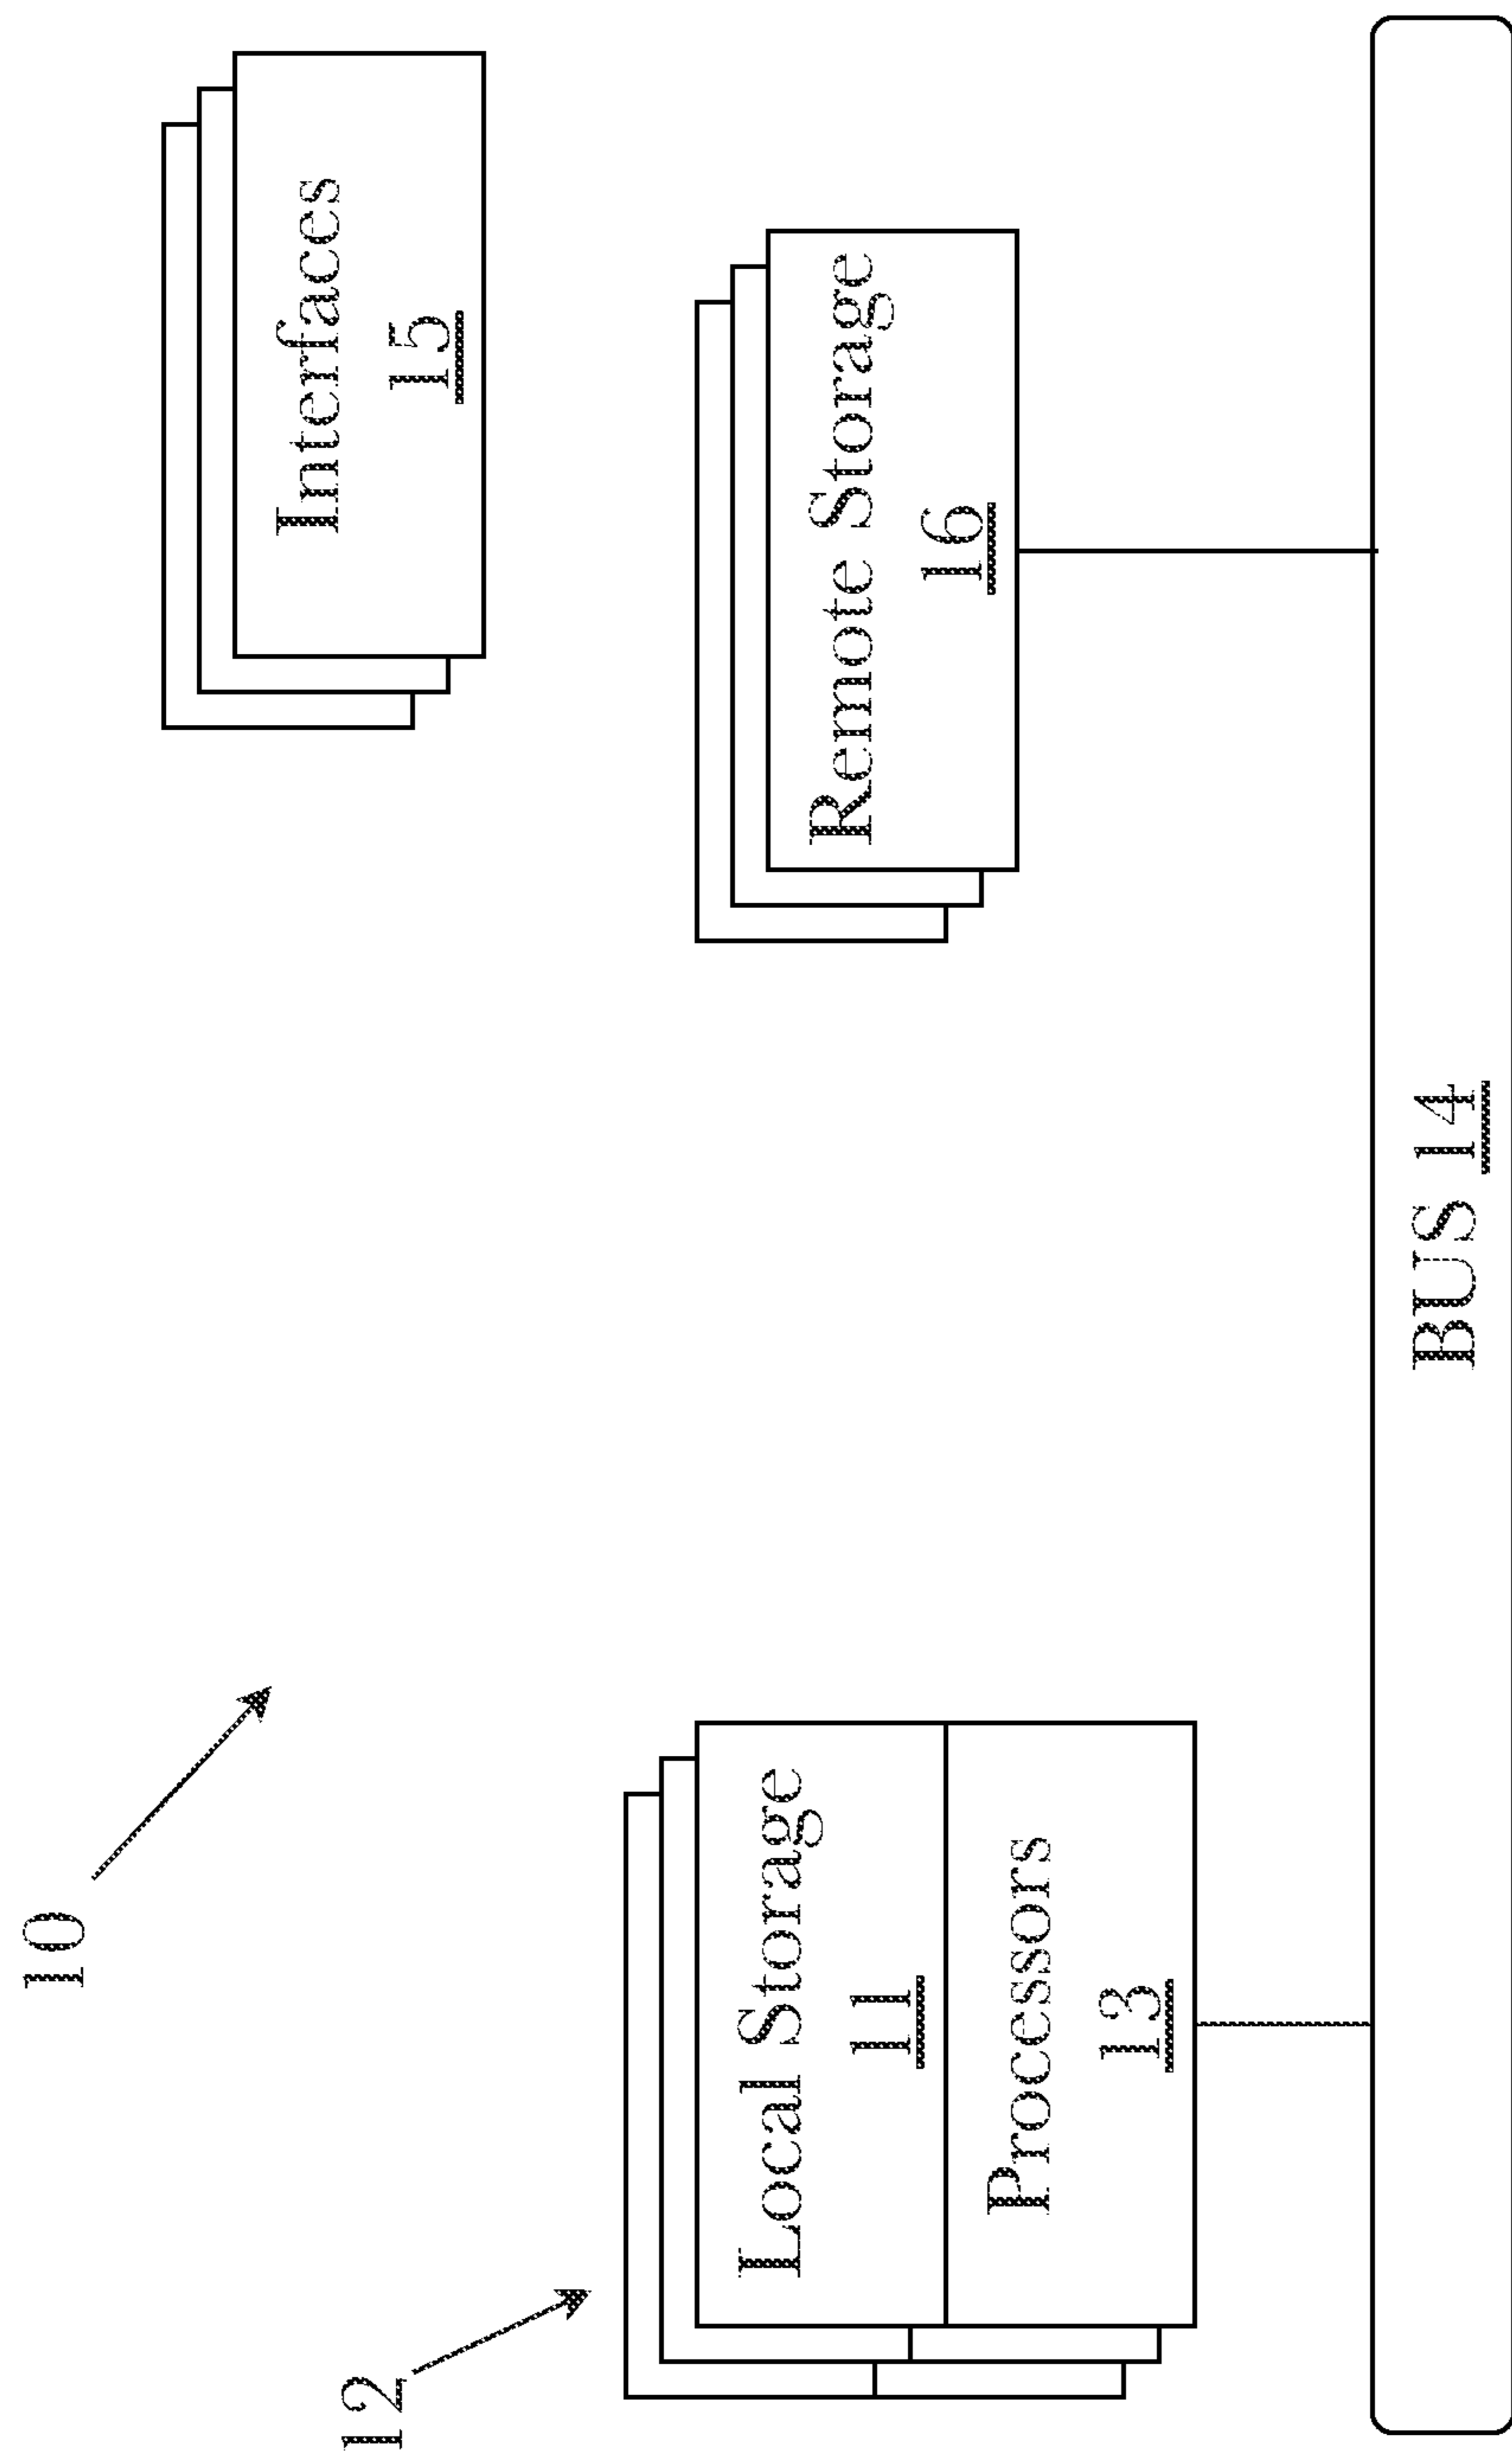 10
12
Local Storage
11
Processors
13
Interfaces
15
Remote Storage
16
BUS 14